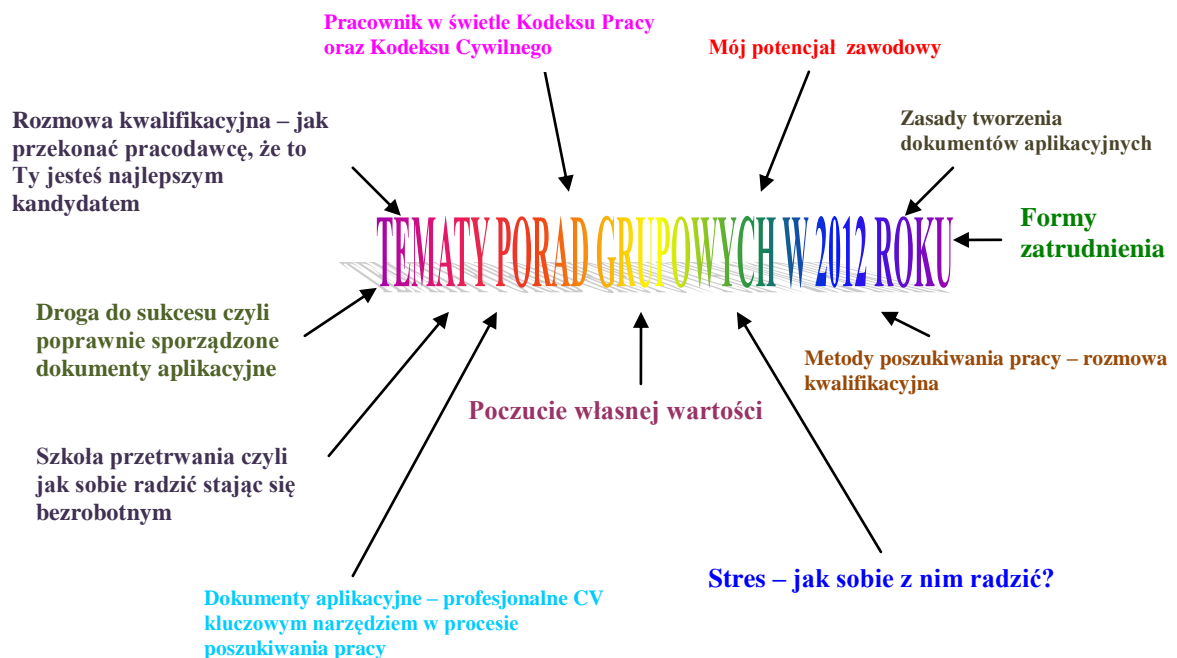 Pracownik w świetle Kodeksu Pracy
oraz Kodeksu Cywilnego
Mój potencjał  zawodowy
Rozmowa kwalifikacyjna – jak
przekonać pracodawcę, że to
Ty jesteś najlepszym
kandydatem
Zasady tworzenia
dokumentów aplikacyjnych
TEMATY PORAD GRUPOWYCH W 2012 ROKU
Formy
zatrudnienia
Droga do sukcesu czyli
poprawnie sporządzone
dokumenty aplikacyjne
Metody poszukiwania pracy – rozmowa
kwalifikacyjna
Poczucie własnej wartości
Szkoła przetrwania czyli
jak sobie radzić stając się
bezrobotnym
Stres – jak sobie z nim radzić?
Dokumenty aplikacyjne – profesjonalne CV
kluczowym narzędziem w procesie
poszukiwania pracy